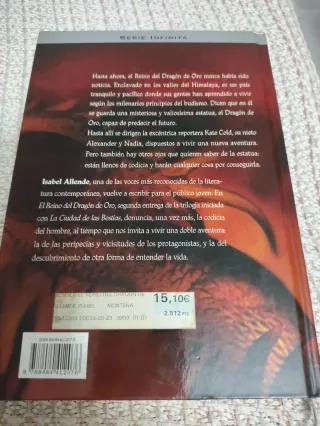 SERIE INFINITA
Hasta ahora, el Reino del Dragón de Oro nunca había sido
noticia. Enclavado en los valles del Himalaya, es un país
tranquilo y pacífico donde sus gentes han aprendido a vivir
según los milenarios principios del budismo. Dicen que en él
se guarda una misteriosa y valiosísima estatua, el Dragón de
Oro, capaz de predecir el futuro.
Hasta allí se dirigen la excéntrica reportera Kate Cold, su nieto
Alexander y Nadia, dispuestos a vivir una nueva aventura.
Pero también hay otros ojos que quieren saber de la estatua:
están llenos de codicia y harán cualquier cosa por conseguirla.
Isabel Allende, una de las voces más reconocidas de la litera-
tura contemporánea, vuelve a escribir para el público joven. En
El Reino del Dragón de Oro, segunda entrega de la trilogía iniciada
con La Ciudad de las Bestias, denuncia, una vez más, la codicia
del hombre, al tiempo que nos invita a vivir una doble aventura
la de las peripecias y vicisitudes de los protagonistas, y la del
descubrimiento de otra forma de entender la vida.
15,10€
2.512 PTS
MONTENA